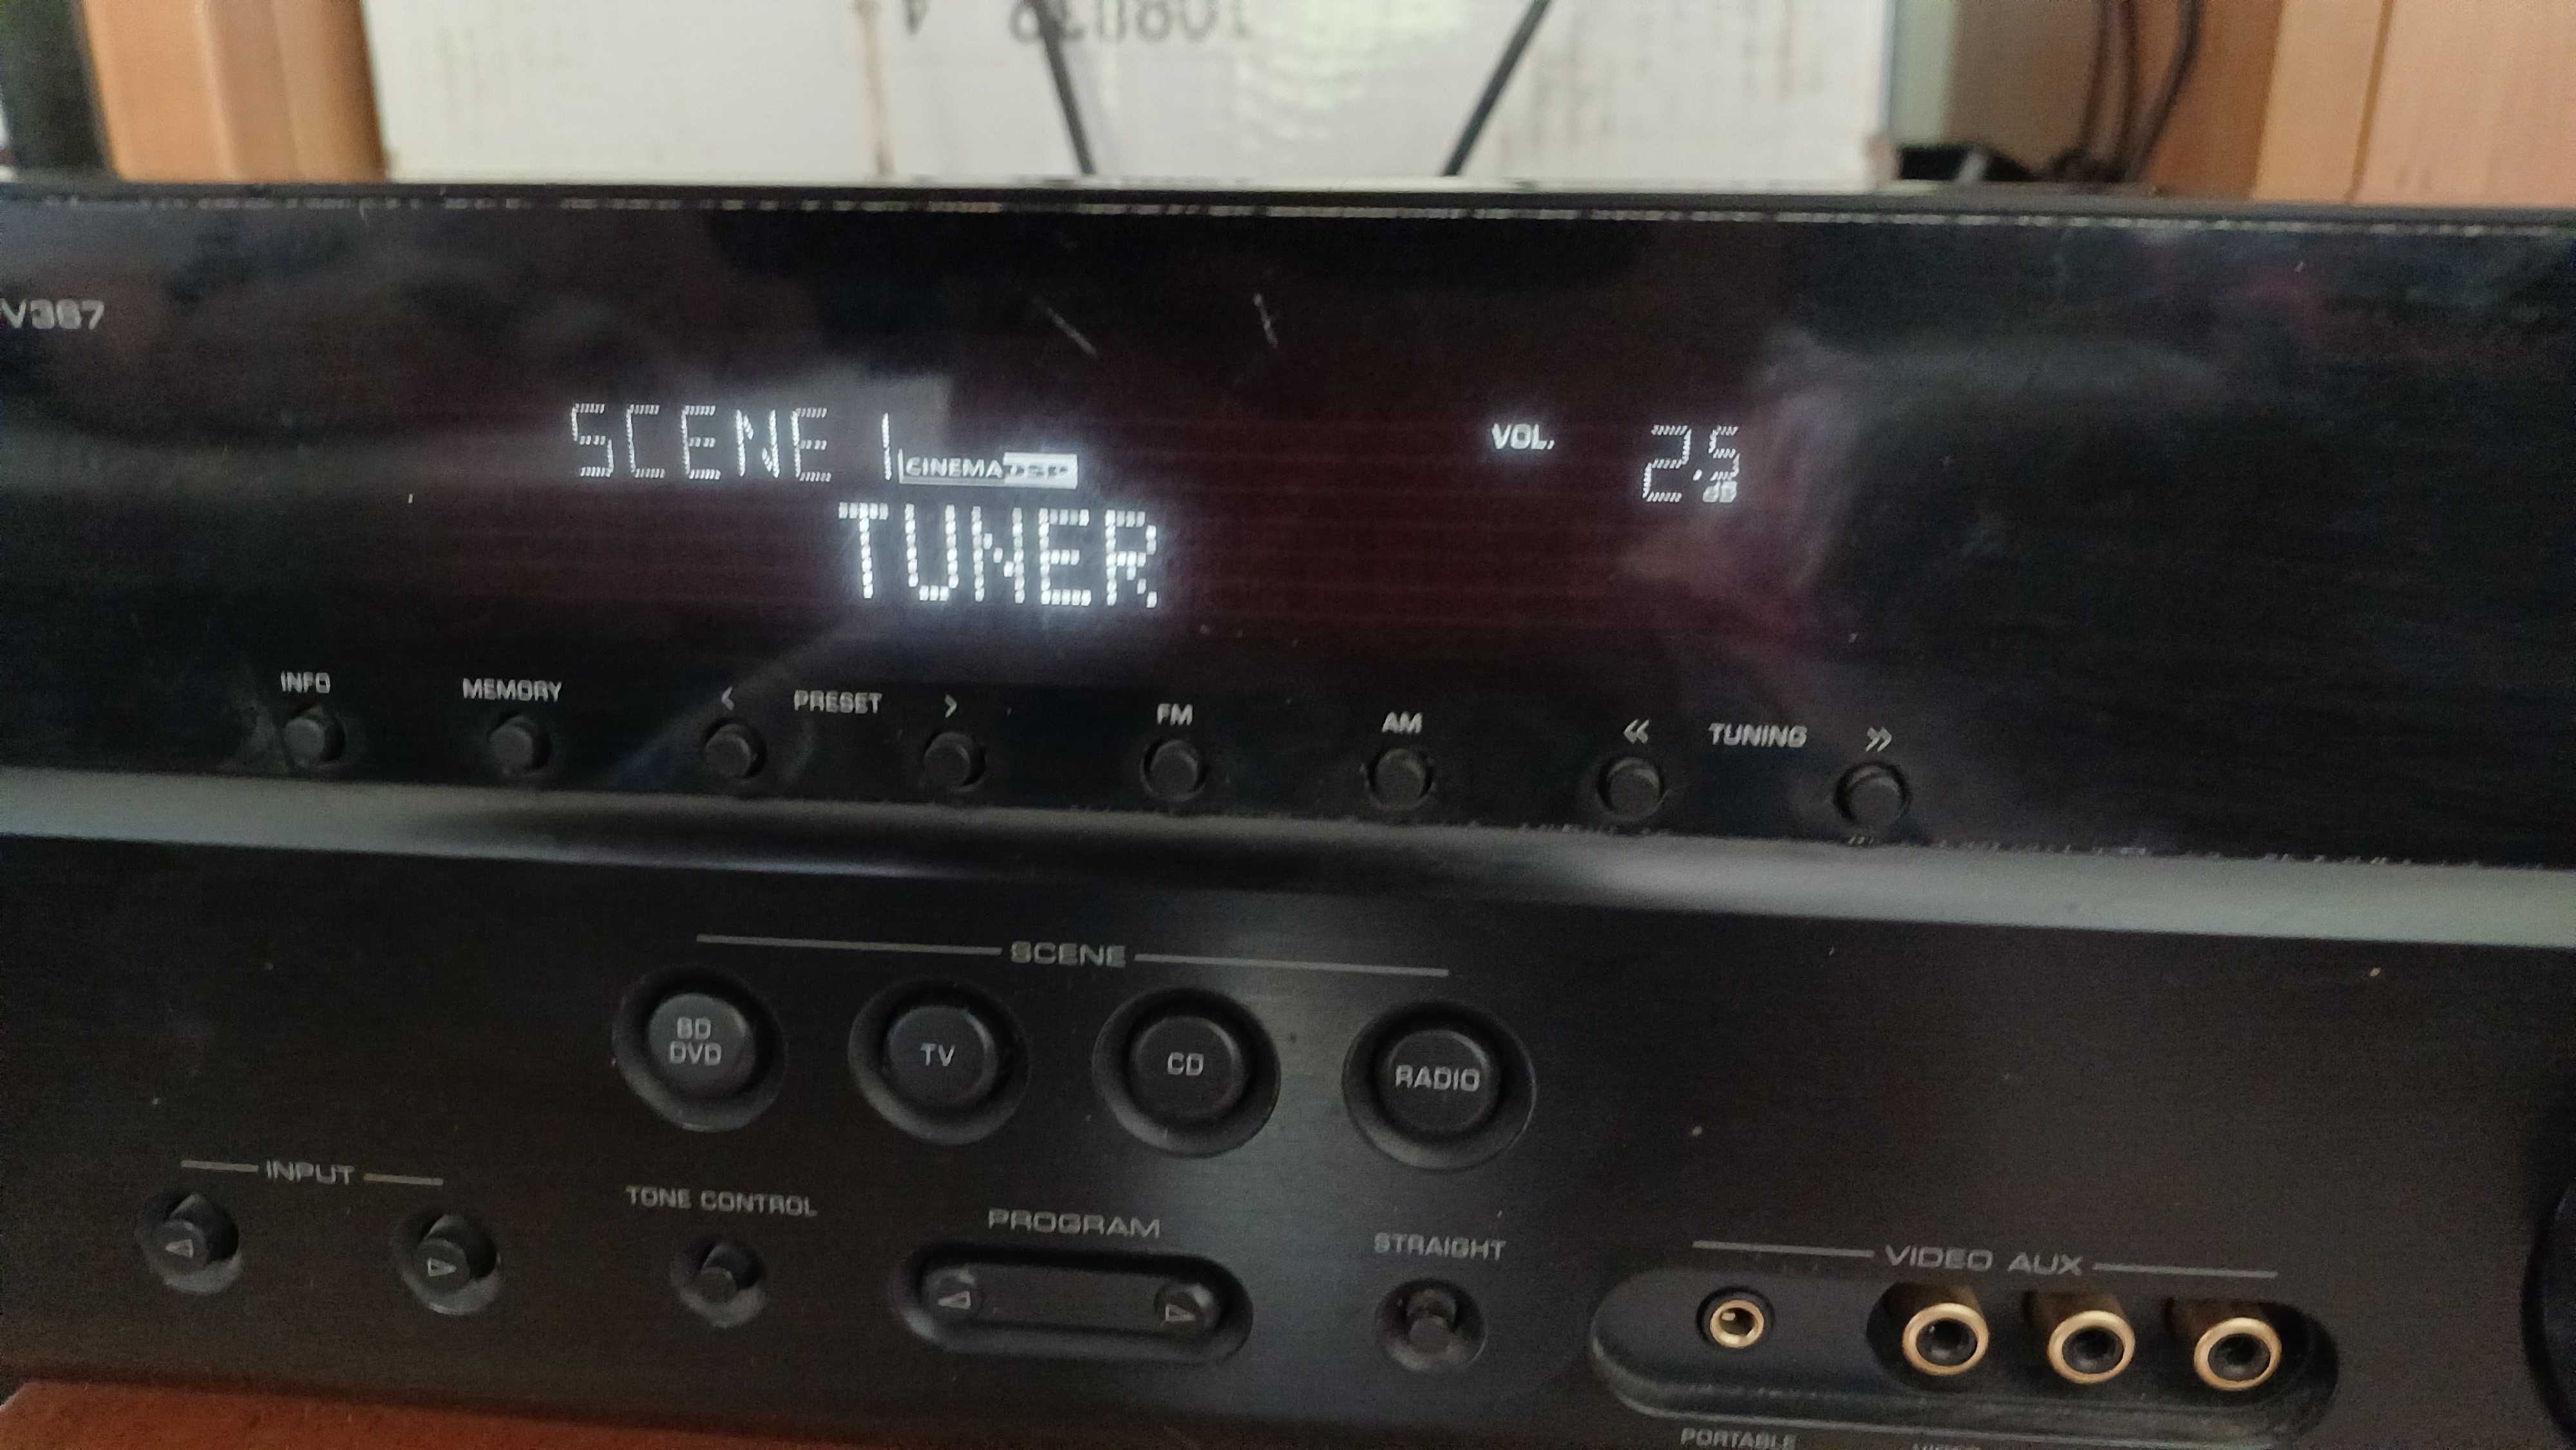 V367
SCENE 1
CINEMA DSP
VOL.
2.5
dB
TUNER
INFO
MEMORY
< PRESET >
FM
AM
<< TUNING >>
SCENE
BD
DVD
TV
CD
RADIO
INPUT
TONE CONTROL
PROGRAM
STRAIGHT
VIDEO AUX
PORTABLE